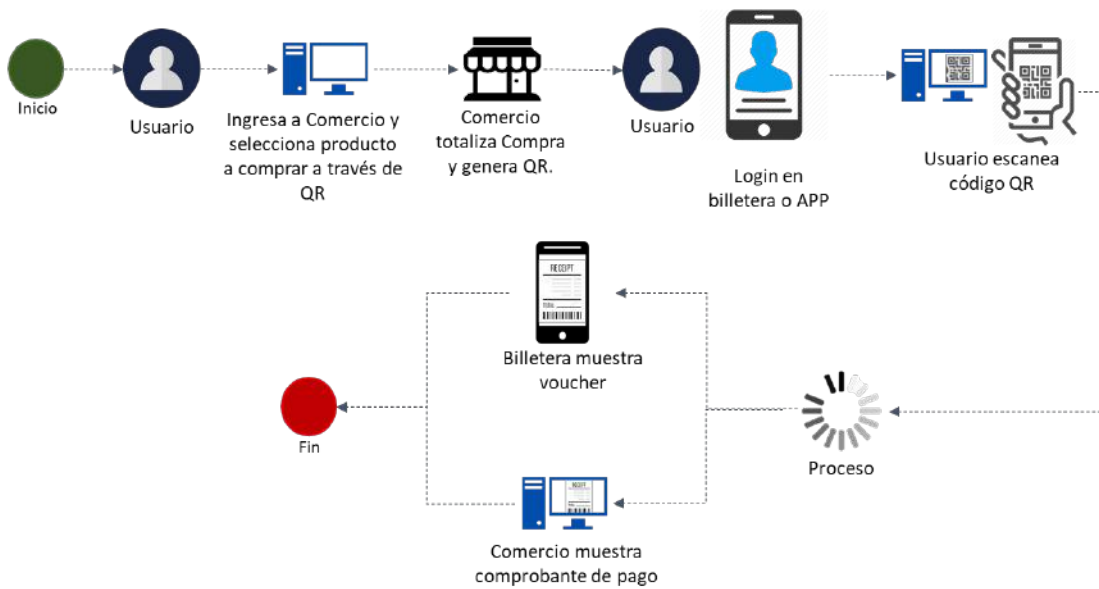 Inicio
Usuario
Ingresa a Comercio y
selecciona producto
a comprar a través de
QR
Comercio
totaliza Compra
y genera QR.
Usuario
Login en
billetera o APP
Usuario escanea
código QR
RECEIPT
TOTAL
Billetera muestra
voucher
Fin
Proceso
RECEIPT
Comercio muestra
comprobante de pago